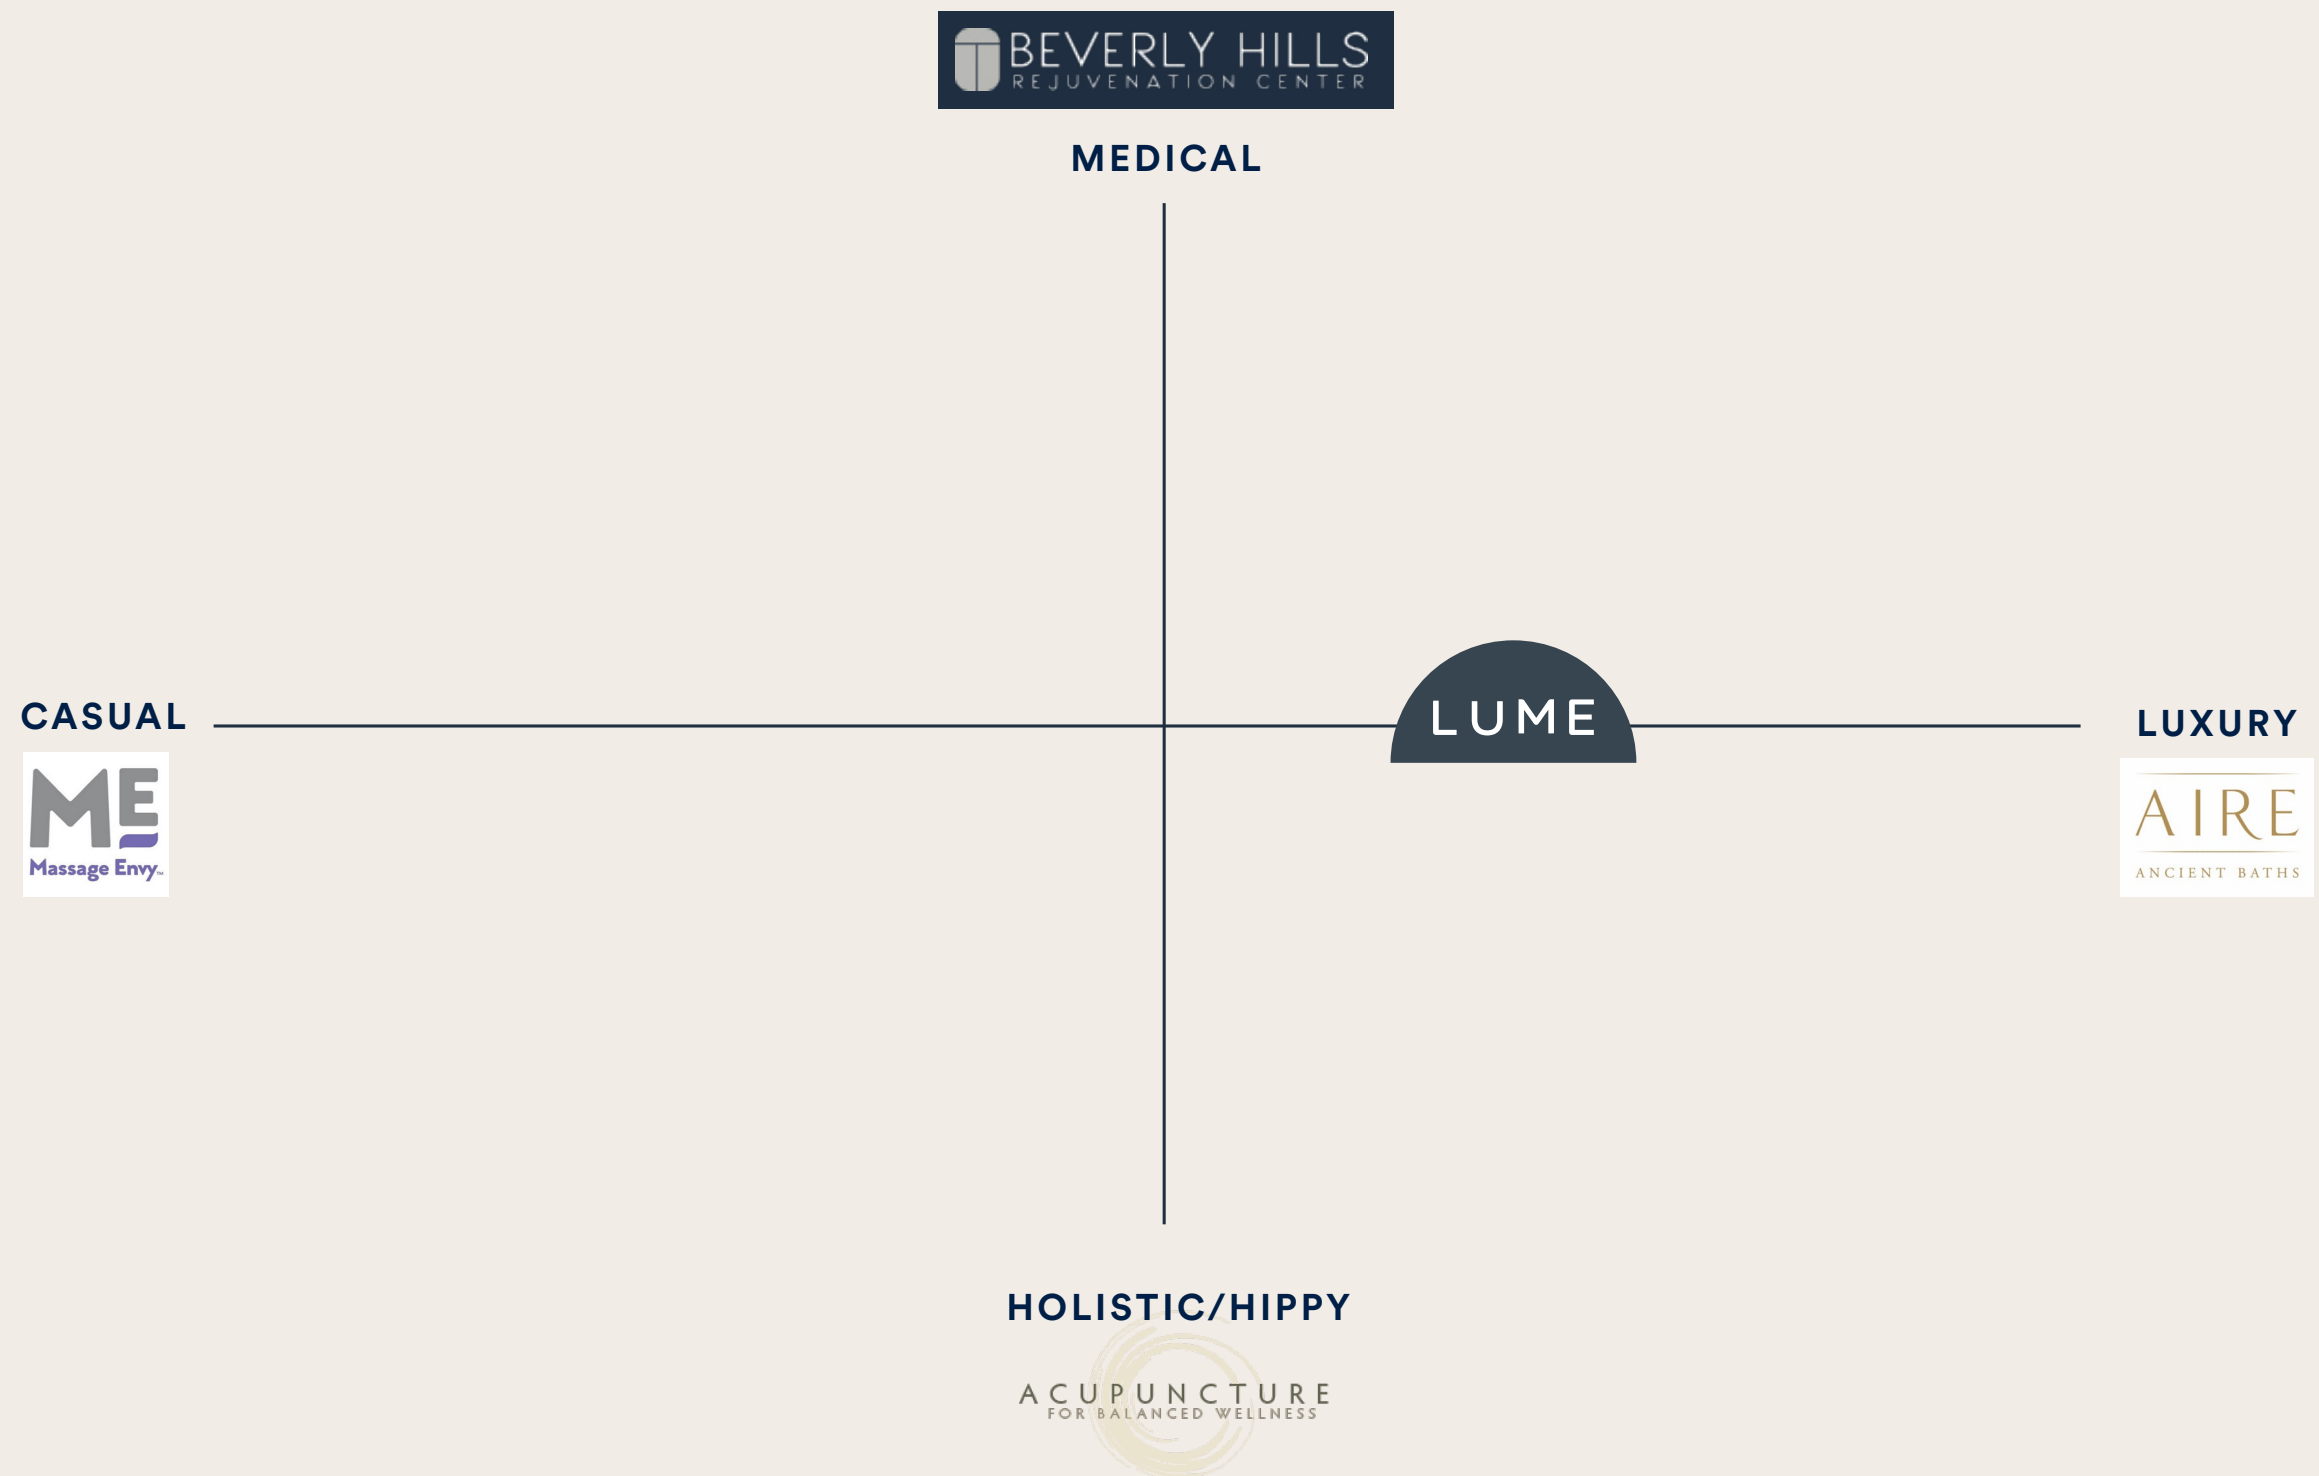 BEVERLY HILLS
REJUVENATION CENTER
MEDICAL
CASUAL
LUME
LUXURY
ME
Massage Envy™
AIRE
ANCIENT BATHS
HOLISTIC/HIPPY
ACUPUNCTURE
FOR BALANCED WELLNESS